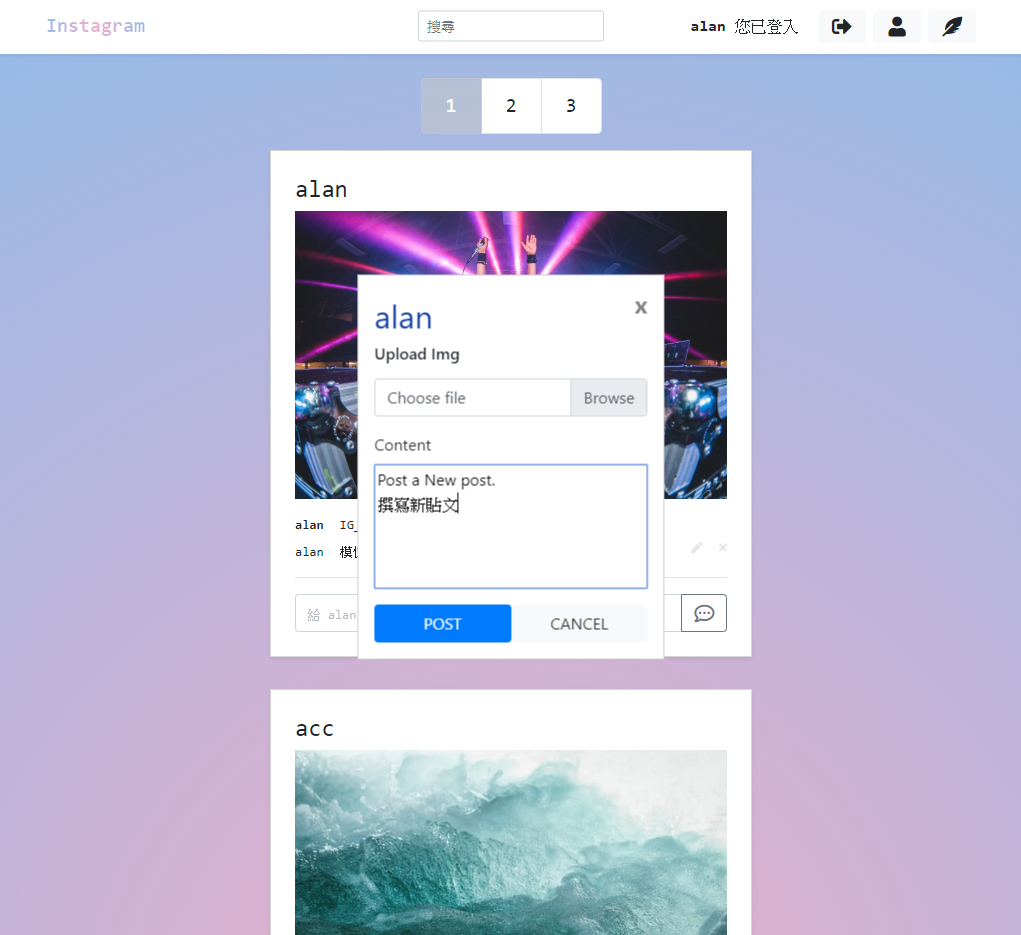 Instagram
搜尋
alan 您已登入
1 2 3
alan
alan
X
Upload Img
Choose file
Browse
Content
Post a New post.
撰寫新貼文
POST
CANCEL
alan IG_
alan 模
給 alan
acc